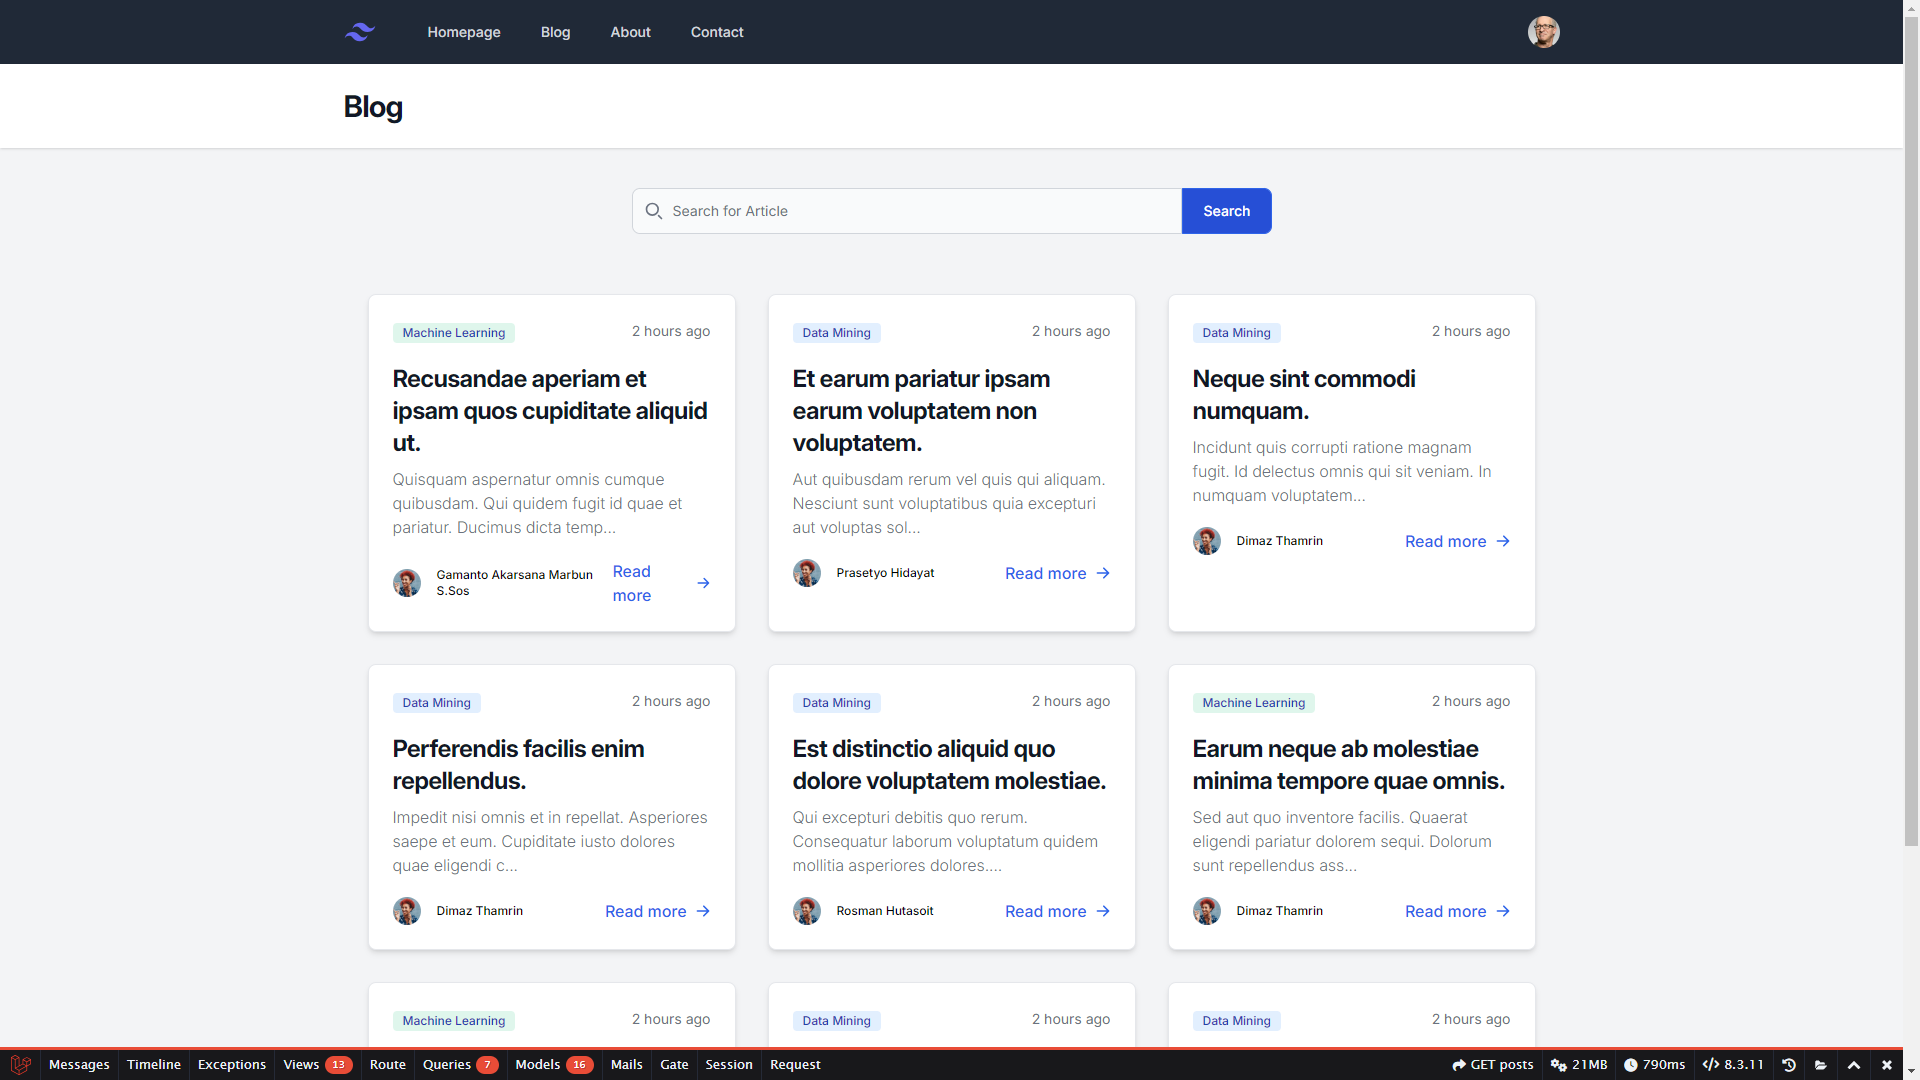 Homepage Blog About Contact
Blog
Search for Article Search
Machine Learning 2 hours ago
Recusandae aperiam et
ipsam quos cupiditate aliquid
ut.
Quisquam aspernatur omnis cumque
quibusdam. Qui quidem fugit id quae et
pariatur. Ducimus dicta temp...
Gamanto Akarsana Marbun
S.Sos
Read
more
Data Mining 2 hours ago
Et earum pariatur ipsam
earum voluptatem non
voluptatem.
Aut quibusdam rerum vel quis qui aliquam.
Nesciunt sunt voluptatibus quia excepturi
aut voluptas sol...
Prasetyo Hidayat Read more
Data Mining 2 hours ago
Neque sint commodi
numquam.
Incidunt quis corrupti ratione magnam
fugit. Id delectus omnis qui sit veniam. In
numquam voluptatem...
Dimaz Thamrin Read more
Data Mining 2 hours ago
Perferendis facilis enim
repellendus.
Impedit nisi omnis et in repellat. Asperiores
saepe et eum. Cupiditate iusto dolores
quae eligendi c...
Dimaz Thamrin Read more
Data Mining 2 hours ago
Est distinctio aliquid quo
dolore voluptatem molestiae.
Qui excepturi debitis quo rerum.
Consequatur laborum voluptatum quidem
mollitia asperiores dolores....
Rosman Hutasoit Read more
Machine Learning 2 hours ago
Earum neque ab molestiae
minima tempore quae omnis.
Sed aut quo inventore facilis. Quaerat
eligendi pariatur dolorem sequi. Dolorum
sunt repellendus ass...
Dimaz Thamrin Read more
Machine Learning 2 hours ago
Data Mining 2 hours ago
Data Mining 2 hours ago
Messages Timeline Exceptions Views 13 Route Queries 7 Models 16 Mails Gate Session Request GET posts 21MB 790ms 8.3.11